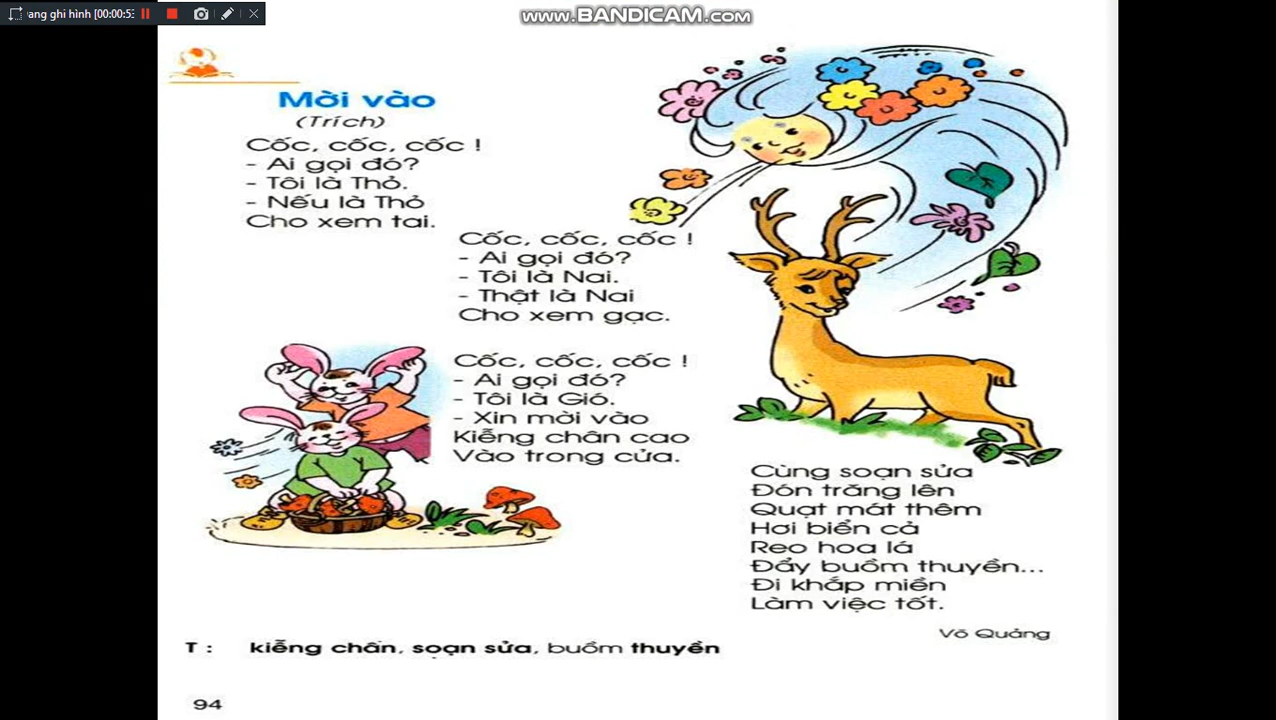 ang ghi hình [00:00:53
www.BANDICAM.com
Mời vào
(Trích)
Cốc, cốc, cốc !
- Ai gọi đó?
- Tôi là Thỏ.
- Nếu là Thỏ
Cho xem tai.
Cốc, cốc, cốc !
- Ai gọi đó?
- Tôi là Nai.
- Thật là Nai
Cho xem gạc.
Cốc, cốc, cốc !
- Ai gọi đó?
- Tôi là Gió.
- Xin mời vào
Kiễng chân cao
Vào trong cửa.
Cùng soạn sửa
Đón trăng lên
Quạt mát thêm
Hơi biển cả
Reo hoa lá
Đẩy buồm thuyền...
Đi khắp miền
Làm việc tốt.
Võ Quảng
T : kiễng chân, soạn sửa, buồm thuyền
94